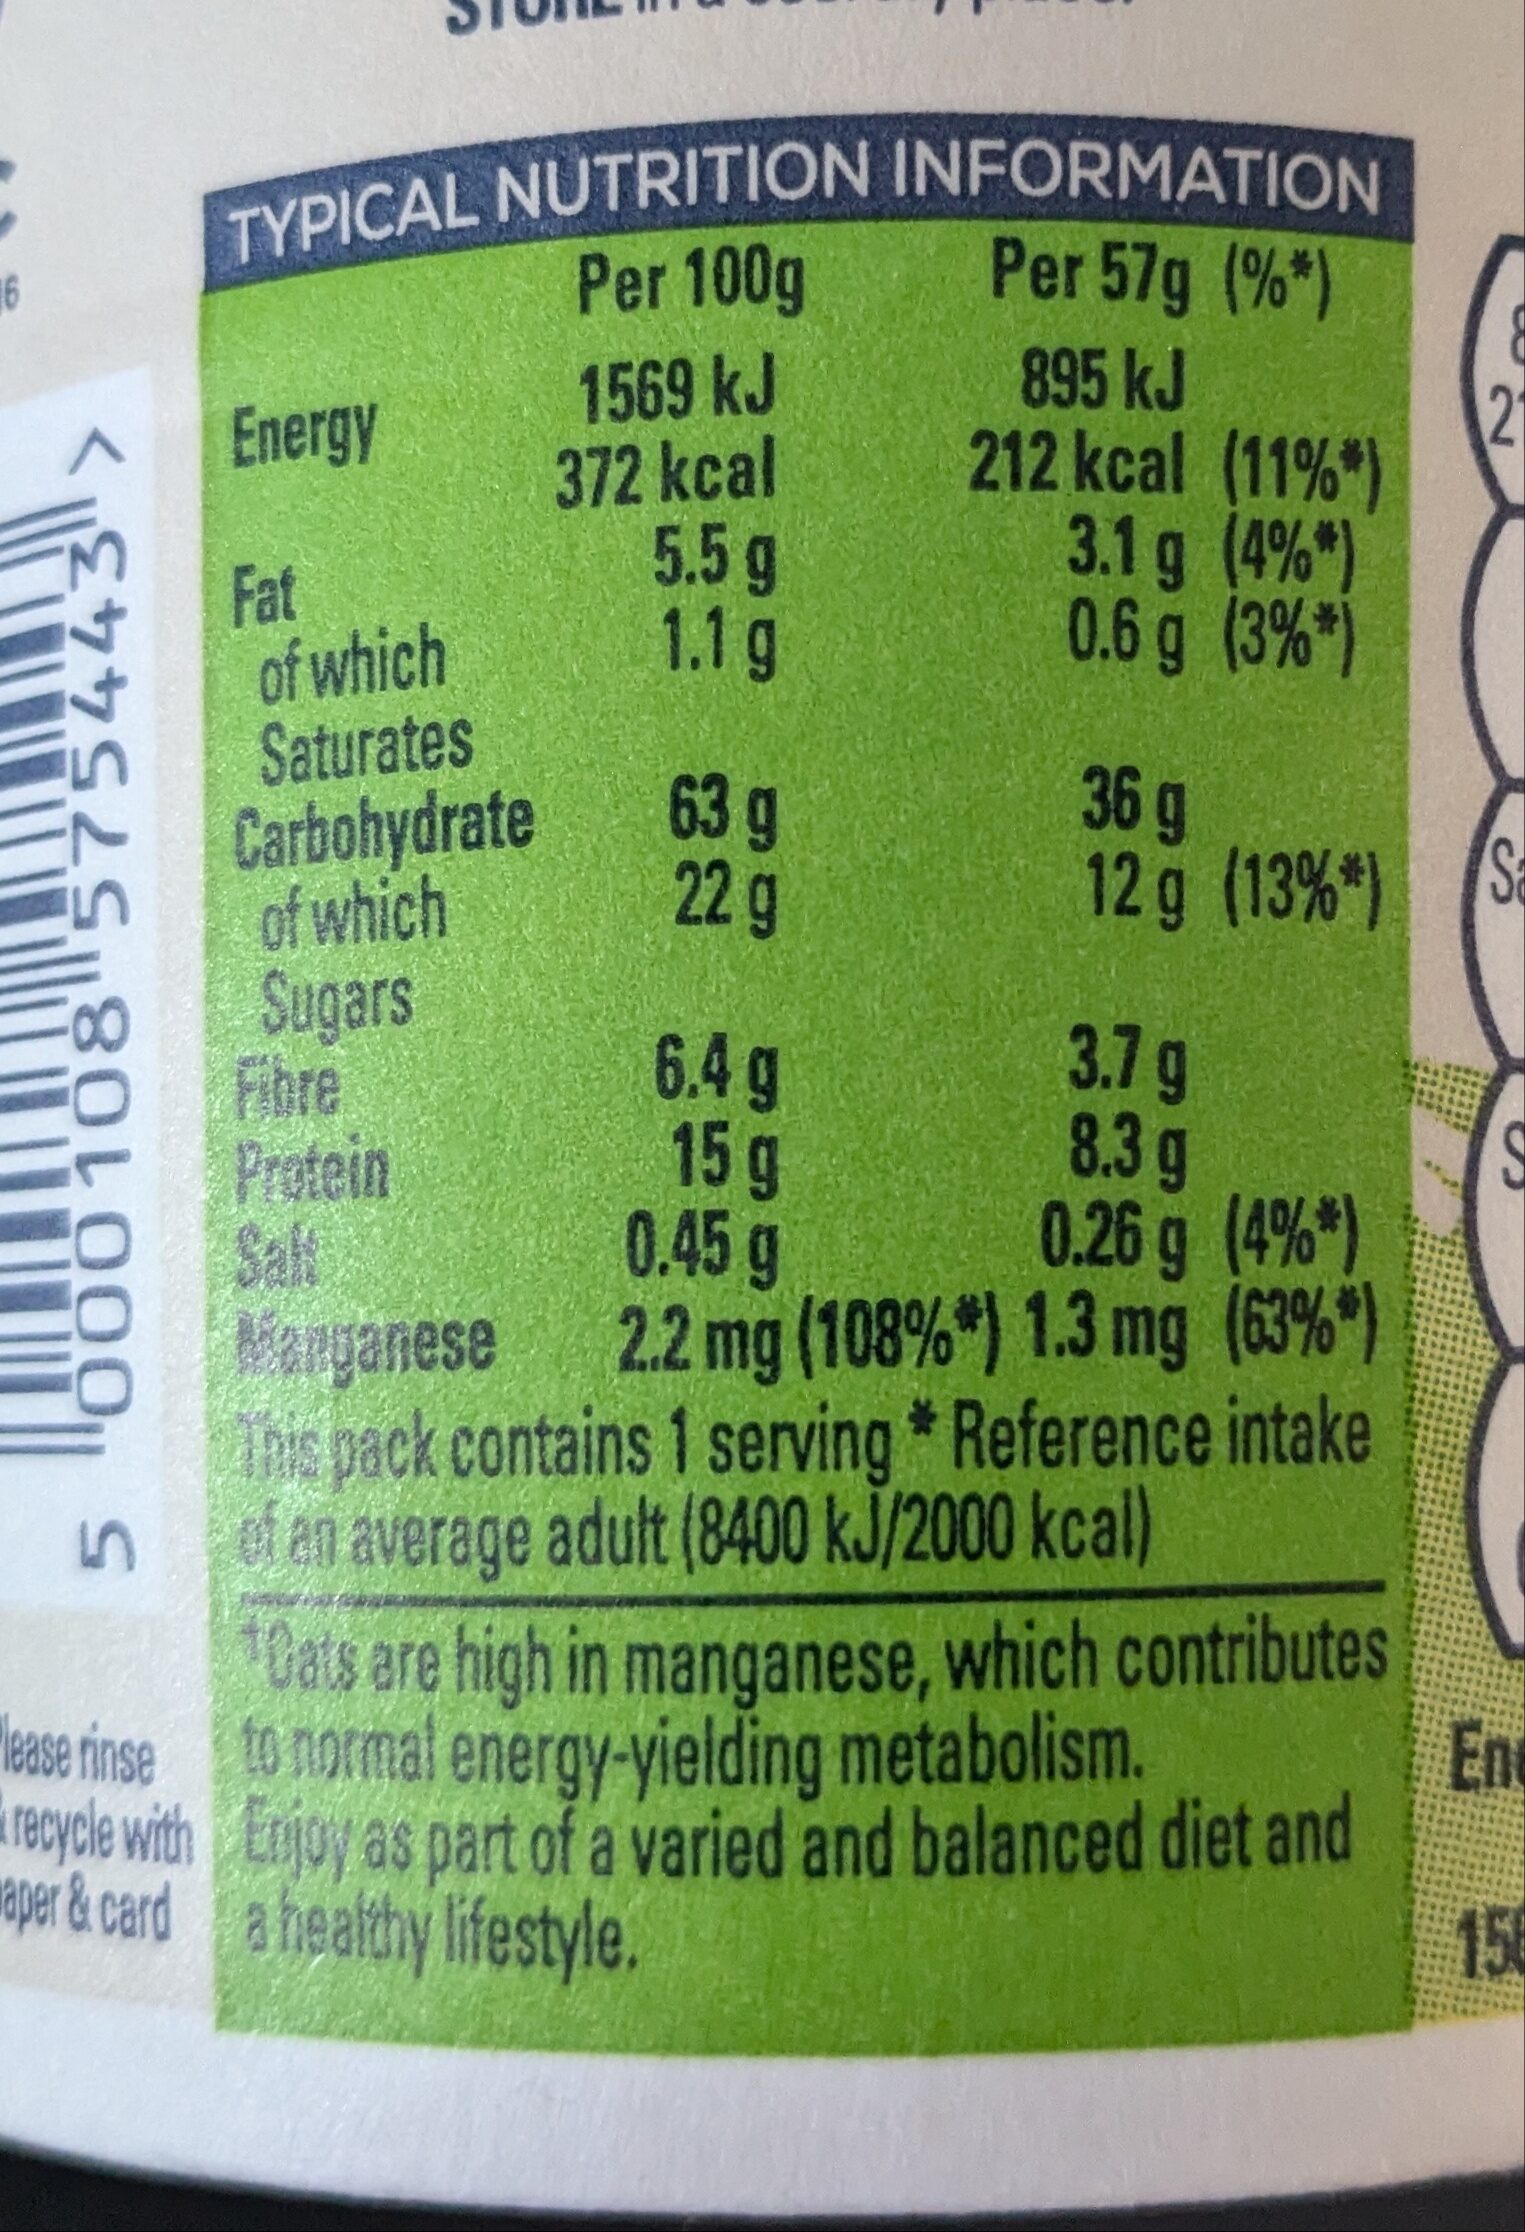 TYPICAL NUTRITION INFORMATION
Per 100g Per 57g (%*)
Energy 1569 kJ 895 kJ
372 kcal 212 kcal (11%*)
Fat 5.5 g 3.1 g (4%*)
of which 1.1 g 0.6 g (3%*)
Saturates
Carbohydrate 63 g 36 g
of which 22 g 12 g (13%*)
Sugars
Fibre 6.4 g 3.7 g
Protein 15 g 8.3 g
Salt 0.45 g 0.26 g (4%*)
Manganese 2.2 mg (108%*) 1.3 mg (63%*)
This pack contains 1 serving * Reference intake
of an average adult (8400 kJ/2000 kcal)
†Oats are high in manganese, which contributes
to normal energy-yielding metabolism.
Enjoy as part of a varied and balanced diet and
a healthy lifestyle.
5 000108 575443 >
Please rinse
& recycle with
paper & card